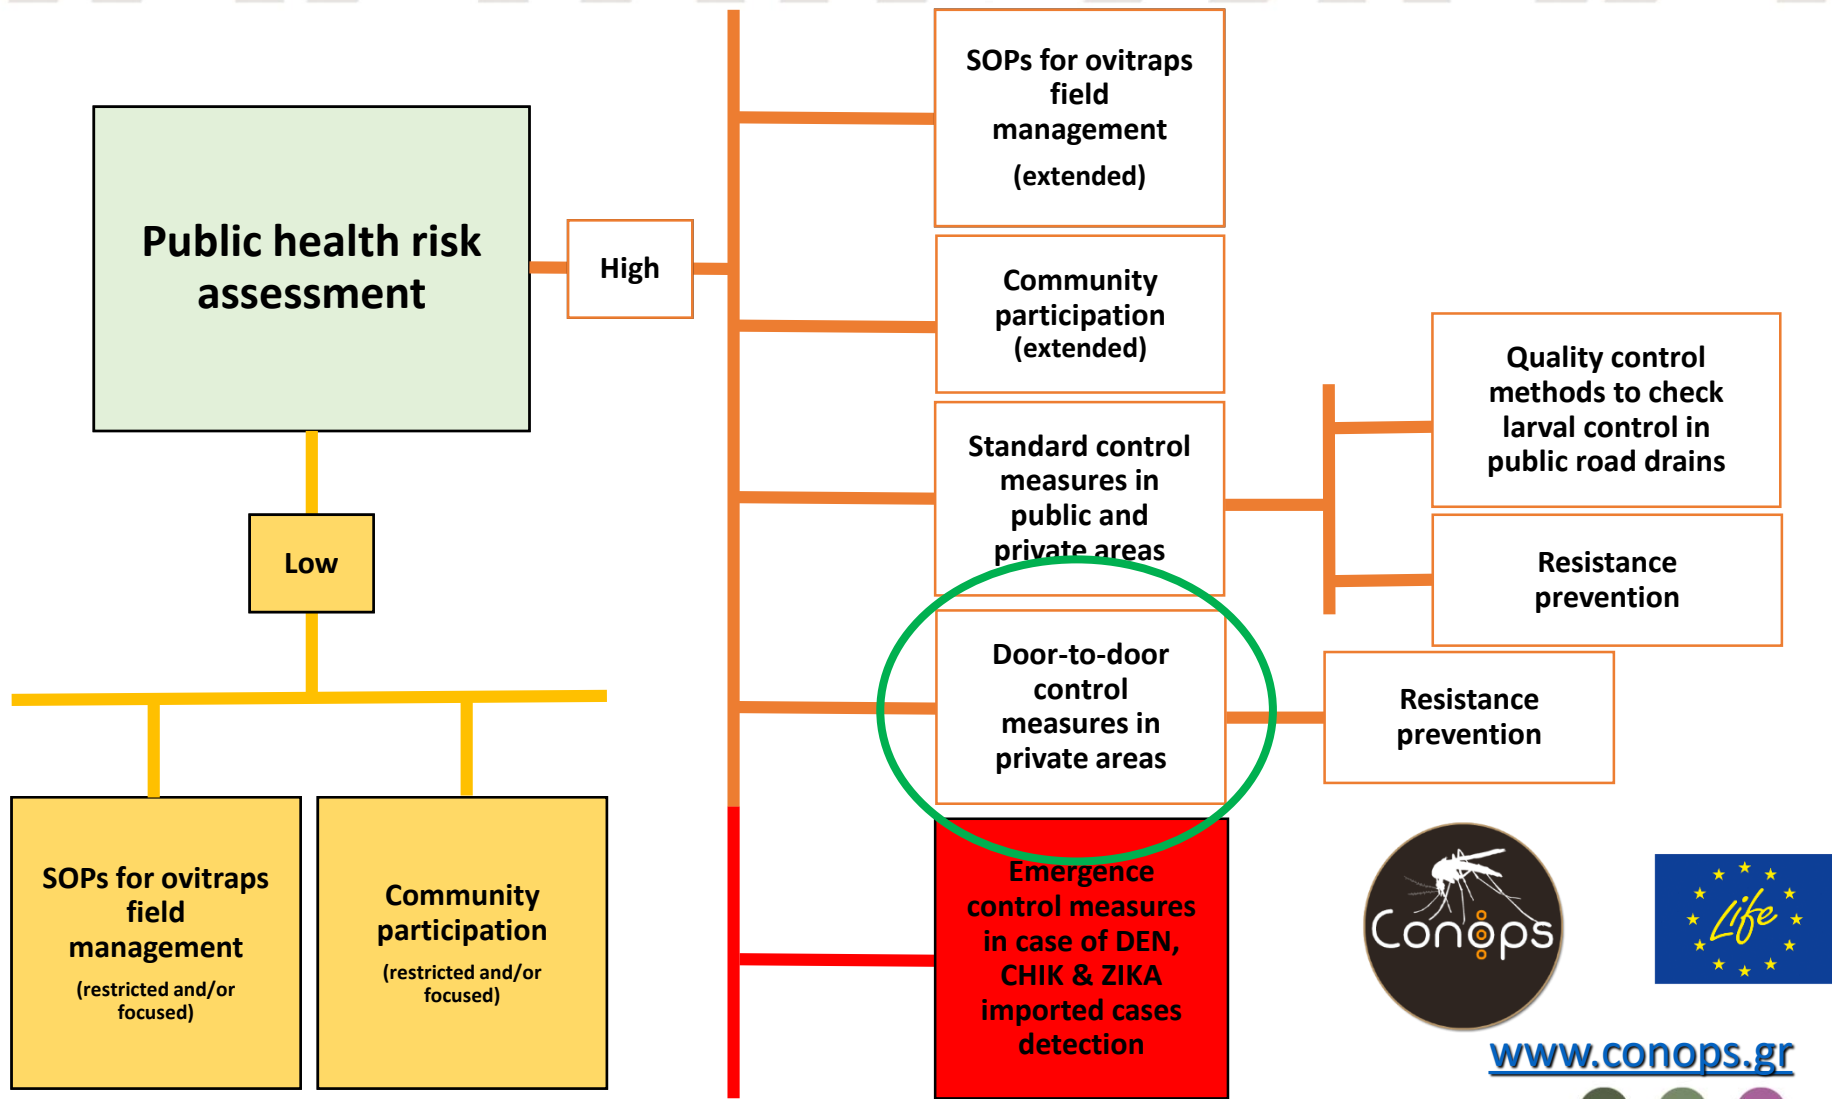 Public health risk
assessment
High
Low
SOPs for ovitraps
field
management
(restricted and/or
focused)
Community
participation
(restricted and/or
focused)
SOPs for ovitraps
field
management
(extended)
Community
participation
(extended)
Standard control
measures in
public and
private areas
Quality control
methods to check
larval control in
public road drains
Resistance
prevention
Door-to-door
control
measures in
private areas
Resistance
prevention
Emergence
control measures
in case of DEN,
CHIK & ZIKA
imported cases
detection
Conops
Life
www.conops.gr